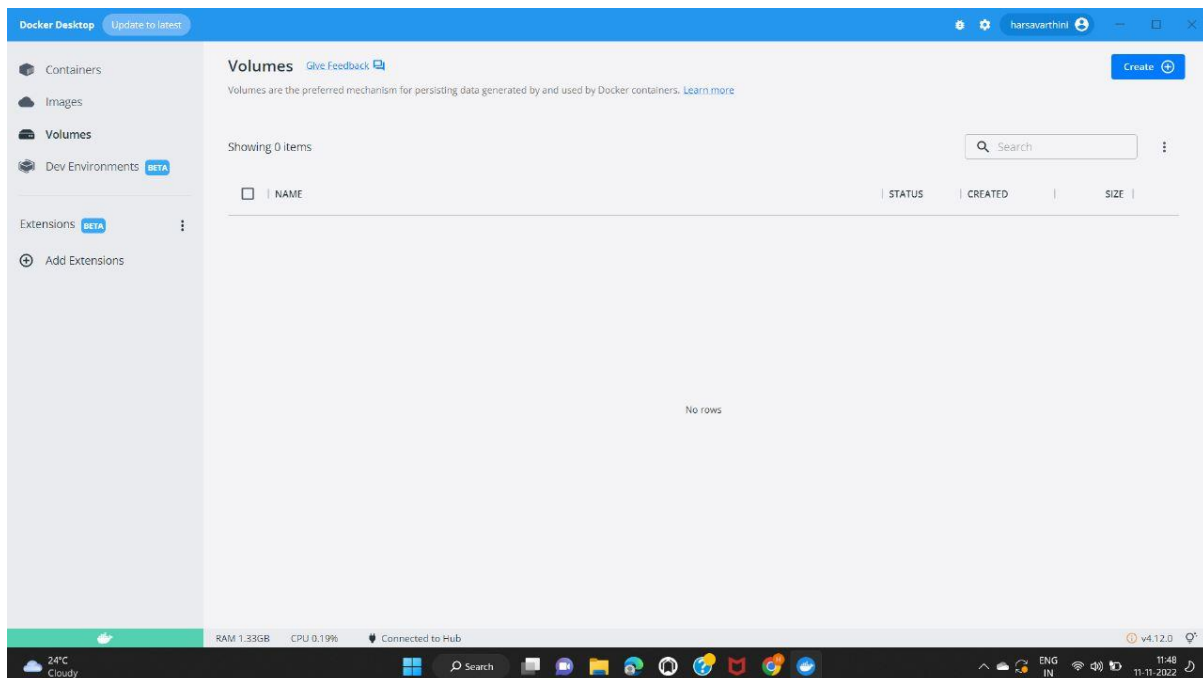 Docker Desktop Update to latest harsavarthini
Containers
Images
Volumes
Dev Environments BETA
Extensions BETA
Add Extensions
Volumes Give Feedback
Create
Volumes are the preferred mechanism for persisting data generated by and used by Docker containers. Learn more
Showing 0 items
Search
NAME STATUS CREATED SIZE
No rows
RAM 1.33GB CPU 0.19% Connected to Hub v4.12.0
24°C
Cloudy
Search
ENG
IN
11:48
11-11-2022